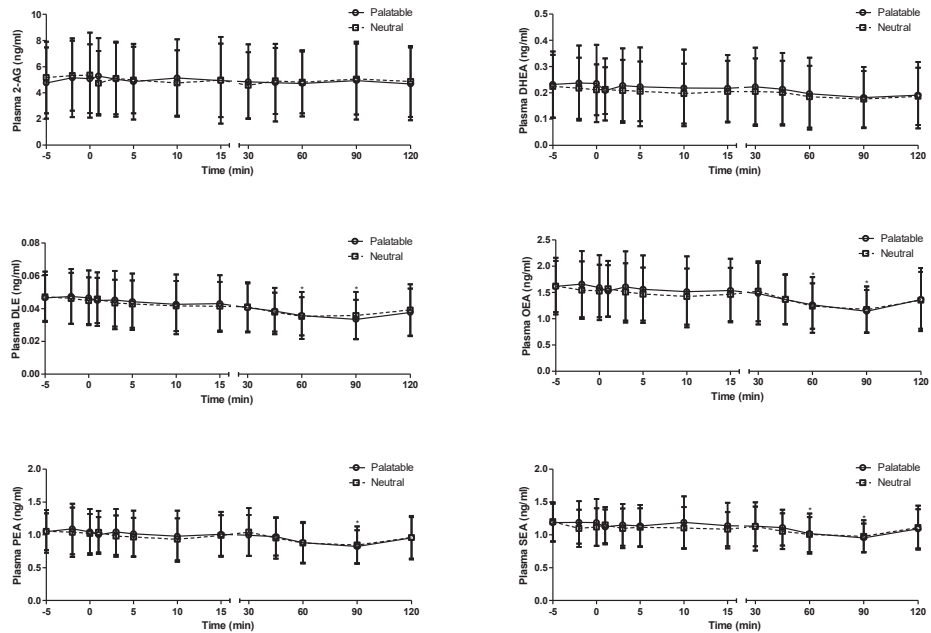 Palatable
Neutral
Plasma 2-AG (ng/ml)
10
8
6
4
2
0
-5 0 5 10 15 30 60 90 120
Time (min)
Palatable
Neutral
Plasma DHEA (ng/ml)
0.5
0.4
0.3
0.2
0.1
0.0
-5 0 5 10 15 30 60 90 120
Time (min)
Palatable
Neutral
Plasma DLE (ng/ml)
0.08
0.06
0.04
0.02
0.00
* *
-5 0 5 10 15 30 60 90 120
Time (min)
Palatable
Neutral
Plasma OEA (ng/ml)
2.5
2.0
1.5
1.0
0.5
0.0
* *
-5 0 5 10 15 30 60 90 120
Time (min)
Palatable
Neutral
Plasma PEA (ng/ml)
2.0
1.5
1.0
0.5
0.0
*
-5 0 5 10 15 30 60 90 120
Time (min)
Palatable
Neutral
Plasma SEA (ng/ml)
2.0
1.5
1.0
0.5
0.0
* *
-5 0 5 10 15 30 60 90 120
Time (min)